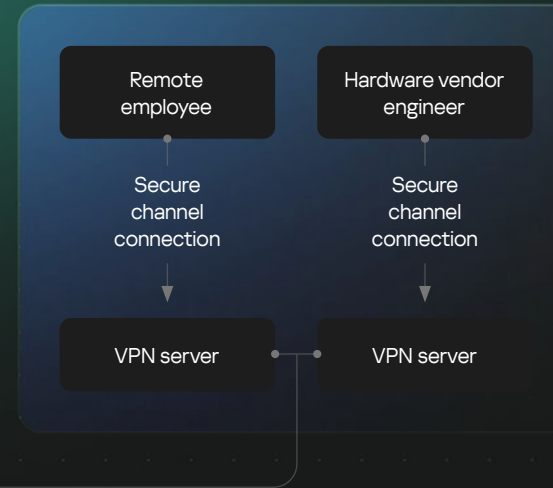 Remote
employee
Hardware vendor
engineer
Secure
channel
connection
Secure
channel
connection
VPN server
VPN server